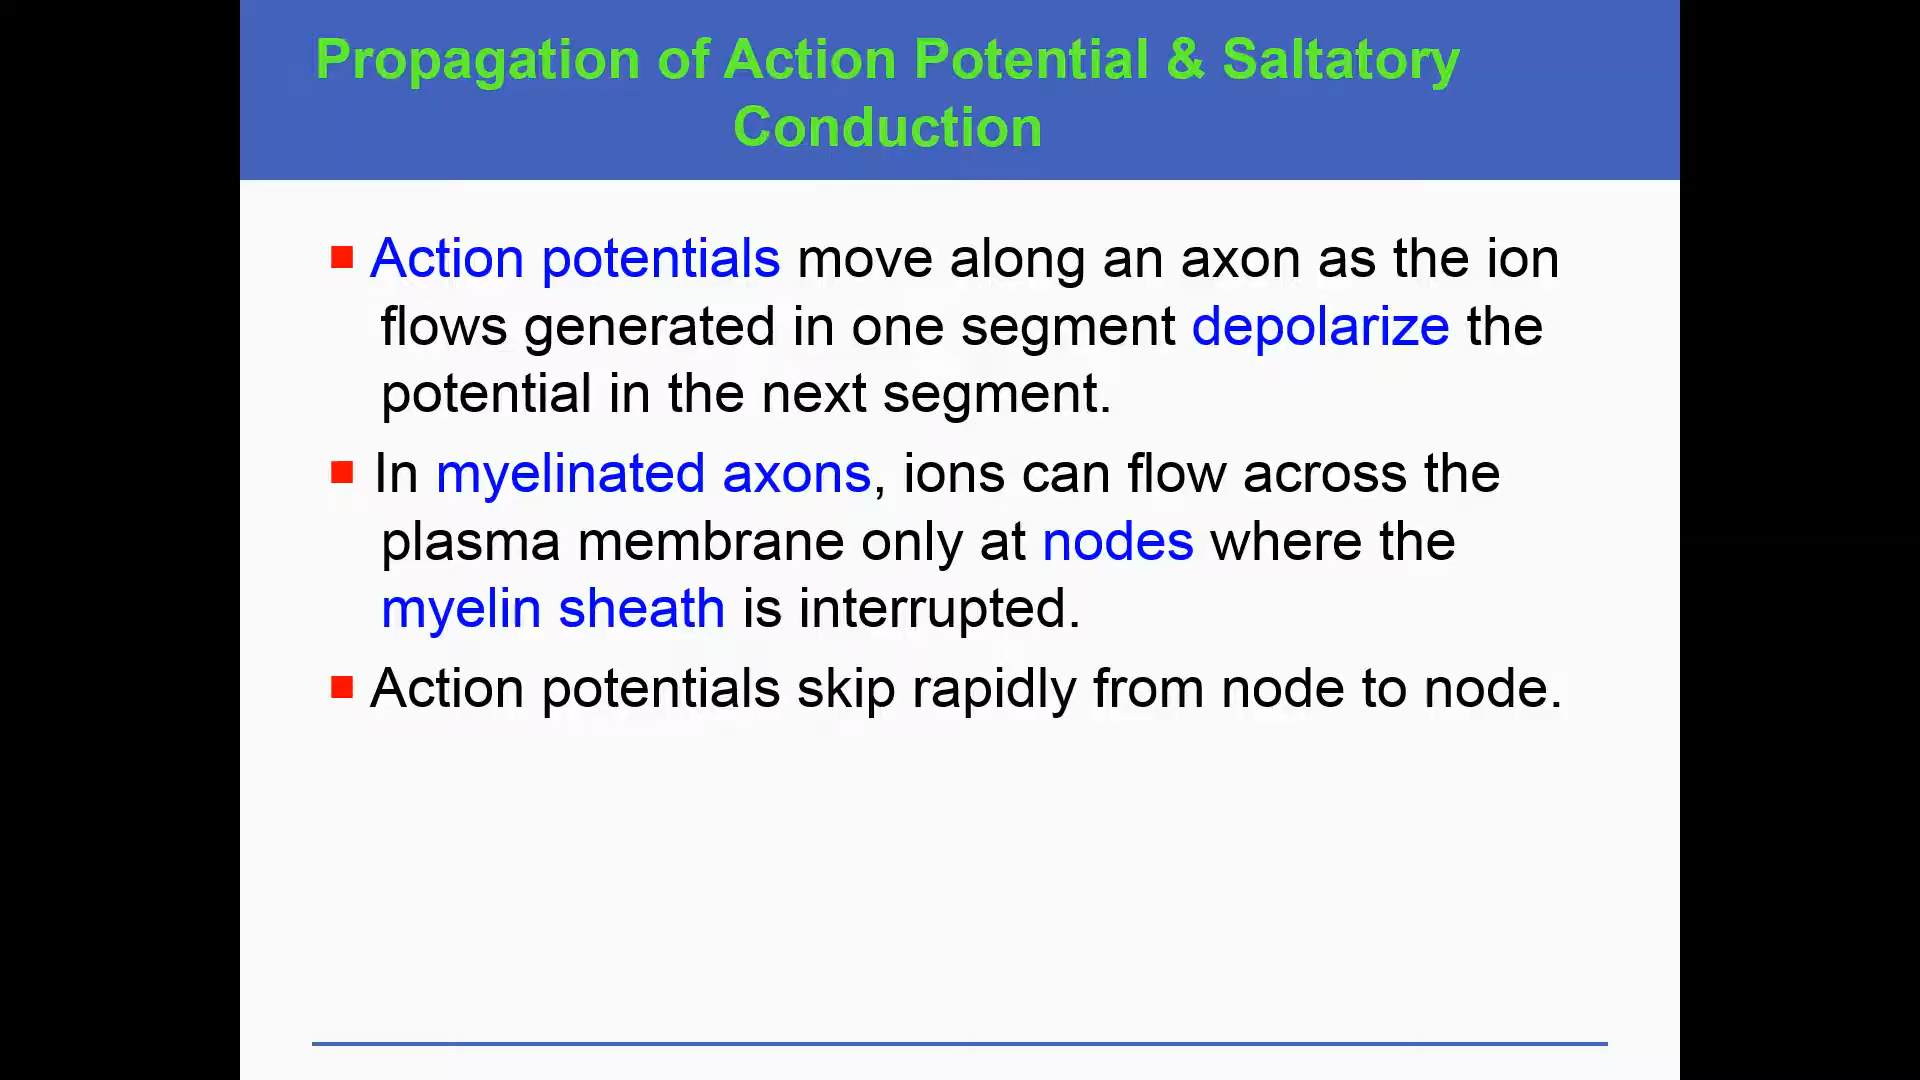 Propagation of Action Potential & Saltatory
Conduction
Action potentials move along an axon as the ion
flows generated in one segment depolarize the
potential in the next segment.
In myelinated axons, ions can flow across the
plasma membrane only at nodes where the
myelin sheath is interrupted.
Action potentials skip rapidly from node to node.